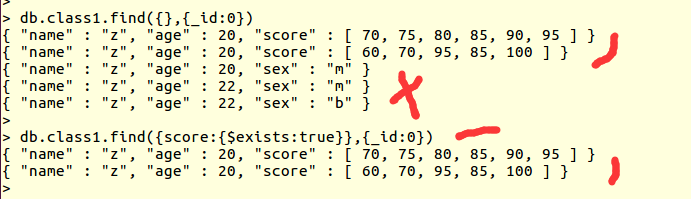 >
> db.class1.find({},{_id:0})
{ "name" : "z", "age" : 20, "score" : [ 70, 75, 80, 85, 90, 95 ] }
{ "name" : "z", "age" : 20, "score" : [ 60, 70, 95, 85, 100 ] }
{ "name" : "z", "age" : 20, "sex" : "m" }
{ "name" : "z", "age" : 22, "sex" : "m" }
{ "name" : "z", "age" : 22, "sex" : "b" }
>
> db.class1.find({score:{$exists:true}},{_id:0})
{ "name" : "z", "age" : 20, "score" : [ 70, 75, 80, 85, 90, 95 ] }
{ "name" : "z", "age" : 20, "score" : [ 60, 70, 95, 85, 100 ] }
>